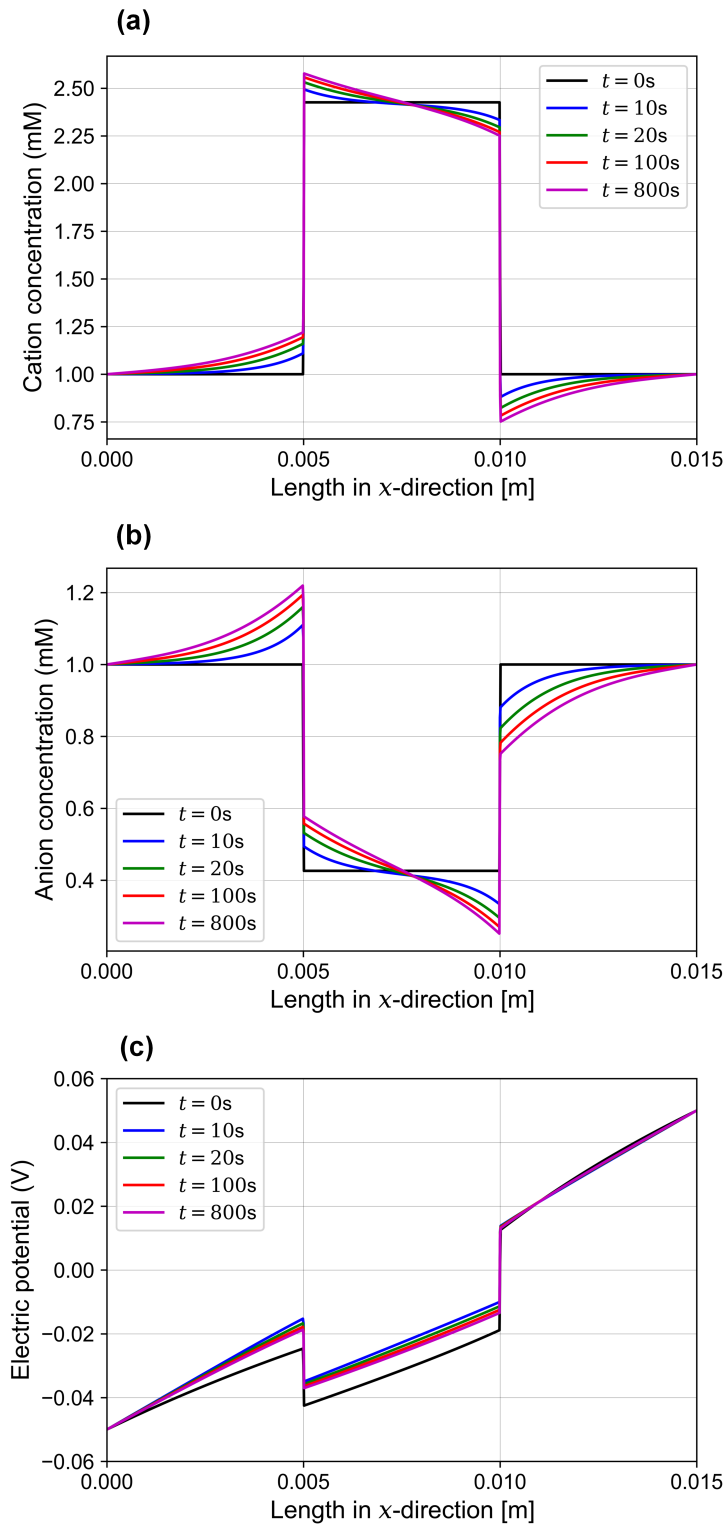 (a)
Cation concentration (mM)
2.50
2.25
2.00
1.75
1.50
1.25
1.00
0.75
t = 0s
t = 10s
t = 20s
t = 100s
t = 800s
0.000
0.005
0.010
0.015
Length in x-direction [m]
(b)
Anion concentration (mM)
1.2
1.0
0.8
0.6
0.4
t = 0s
t = 10s
t = 20s
t = 100s
t = 800s
0.000
0.005
0.010
0.015
Length in x-direction [m]
(c)
Electric potential (V)
0.06
0.04
0.02
0.00
−0.02
−0.04
−0.06
t = 0s
t = 10s
t = 20s
t = 100s
t = 800s
0.000
0.005
0.010
0.015
Length in x-direction [m]